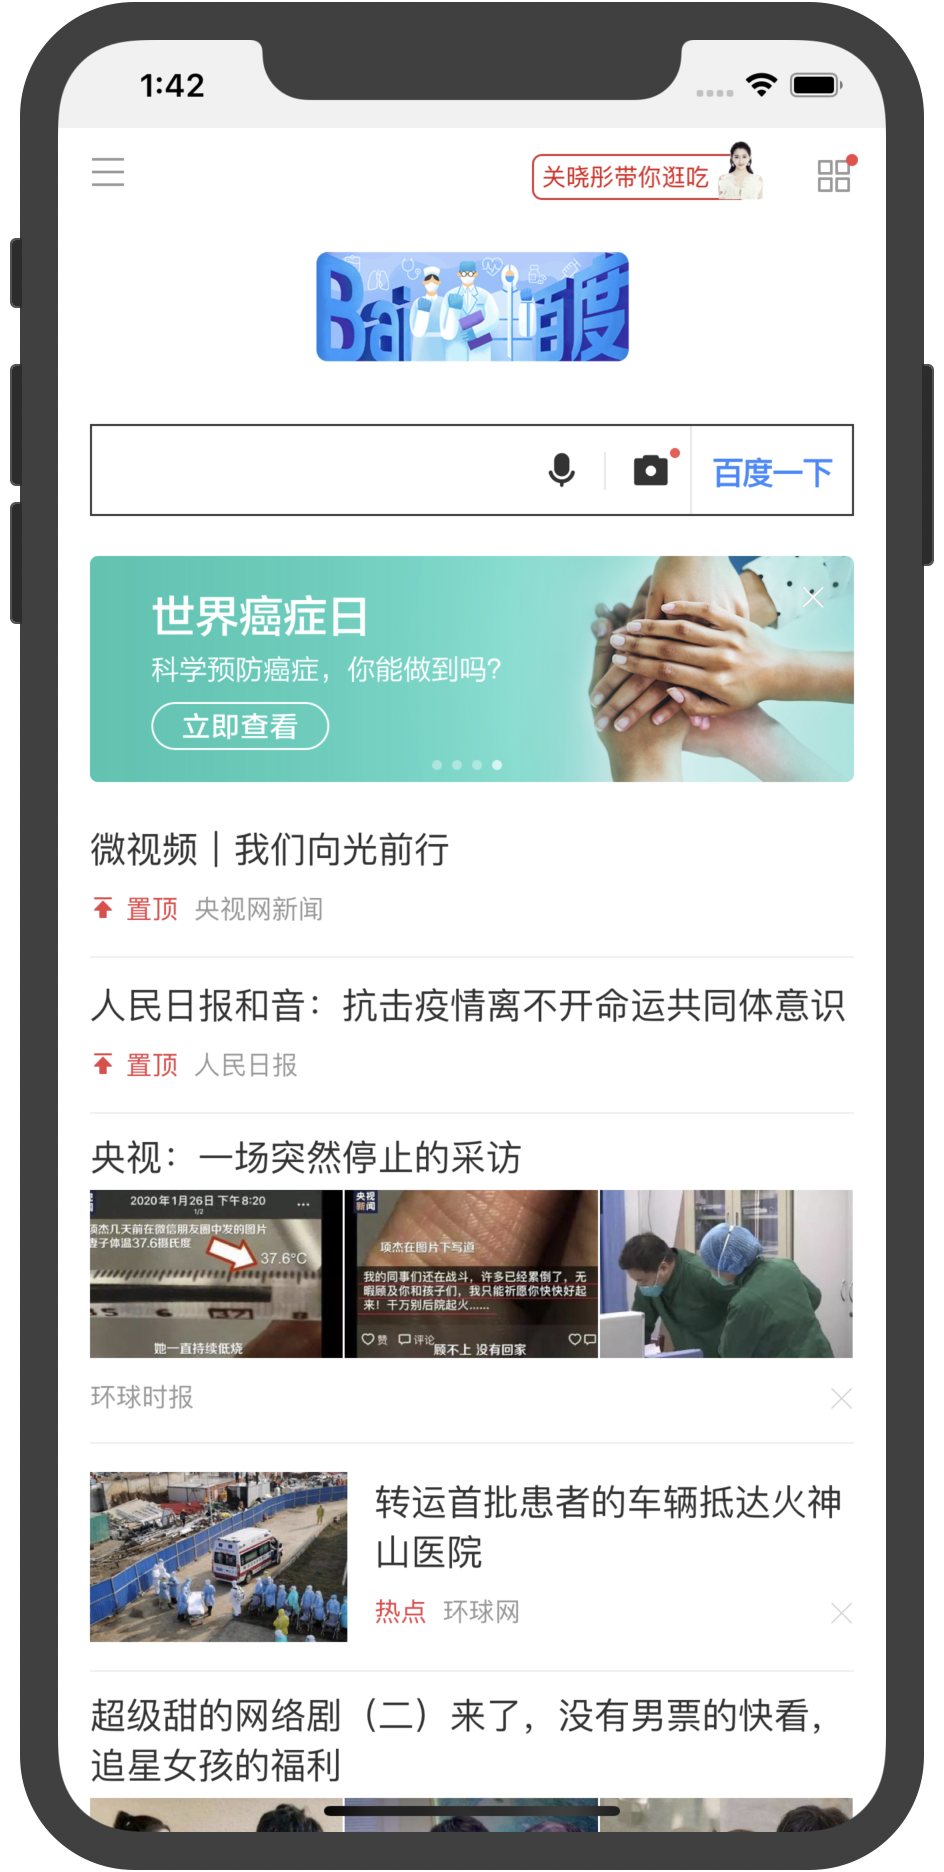 1:42
关晓彤带你逛吃
Bai 百度
百度一下
世界癌症日
科学预防癌症，你能做到吗？
立即查看
微视频｜我们向光前行
置顶 央视网新闻
人民日报和音：抗击疫情离不开命运共同体意识
置顶 人民日报
央视：一场突然停止的采访
2020年1月26日 下午8:20
1/2
项杰几天前在微信朋友圈中发的图片
妻子体温37.6摄氏度
37.6°C
5 6 37 8
她一直持续低烧
央视
新闻
项杰在图片下写道
我的同事们还在战斗，许多已经累倒了，无
暇顾及你和孩子们，我只能祈愿你快快好起
来！千万别后院起火......
赞 评论
顾不上 没有回家
环球时报
转运首批患者的车辆抵达火神
山医院
热点 环球网
超级甜的网络剧（二）来了，没有男票的快看，
追星女孩的福利